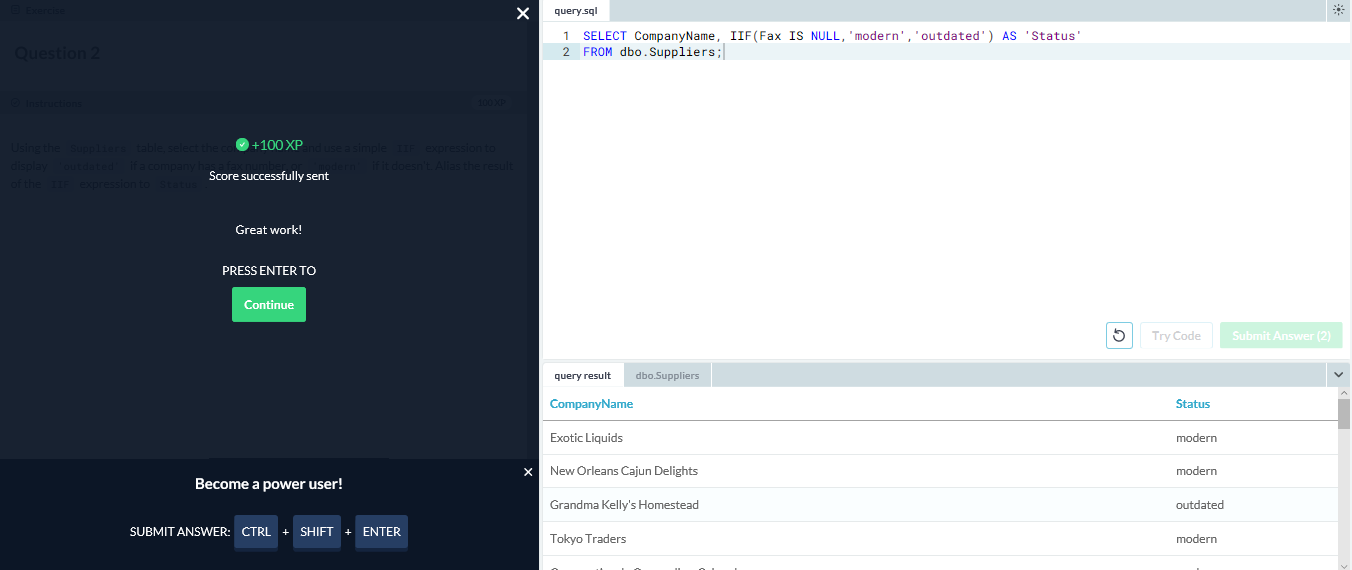 Exercise
Question 2
Instructions
100 XP
Using the Suppliers table, select the co and use a simple IIF expression to
display 'outdated' if a company has a fax number, or 'modern' if it doesn't. Alias the result
of the IIF expression to Status
+100 XP
Score successfully sent
Great work!
PRESS ENTER TO
Continue
Become a power user!
SUBMIT ANSWER: CTRL + SHIFT + ENTER
query.sql
1 SELECT CompanyName, IIF(Fax IS NULL,'modern','outdated') AS 'Status'
2 FROM dbo.Suppliers;
Try Code
Submit Answer (2)
query result
dbo.Suppliers
CompanyName Status
Exotic Liquids modern
New Orleans Cajun Delights modern
Grandma Kelly's Homestead outdated
Tokyo Traders modern